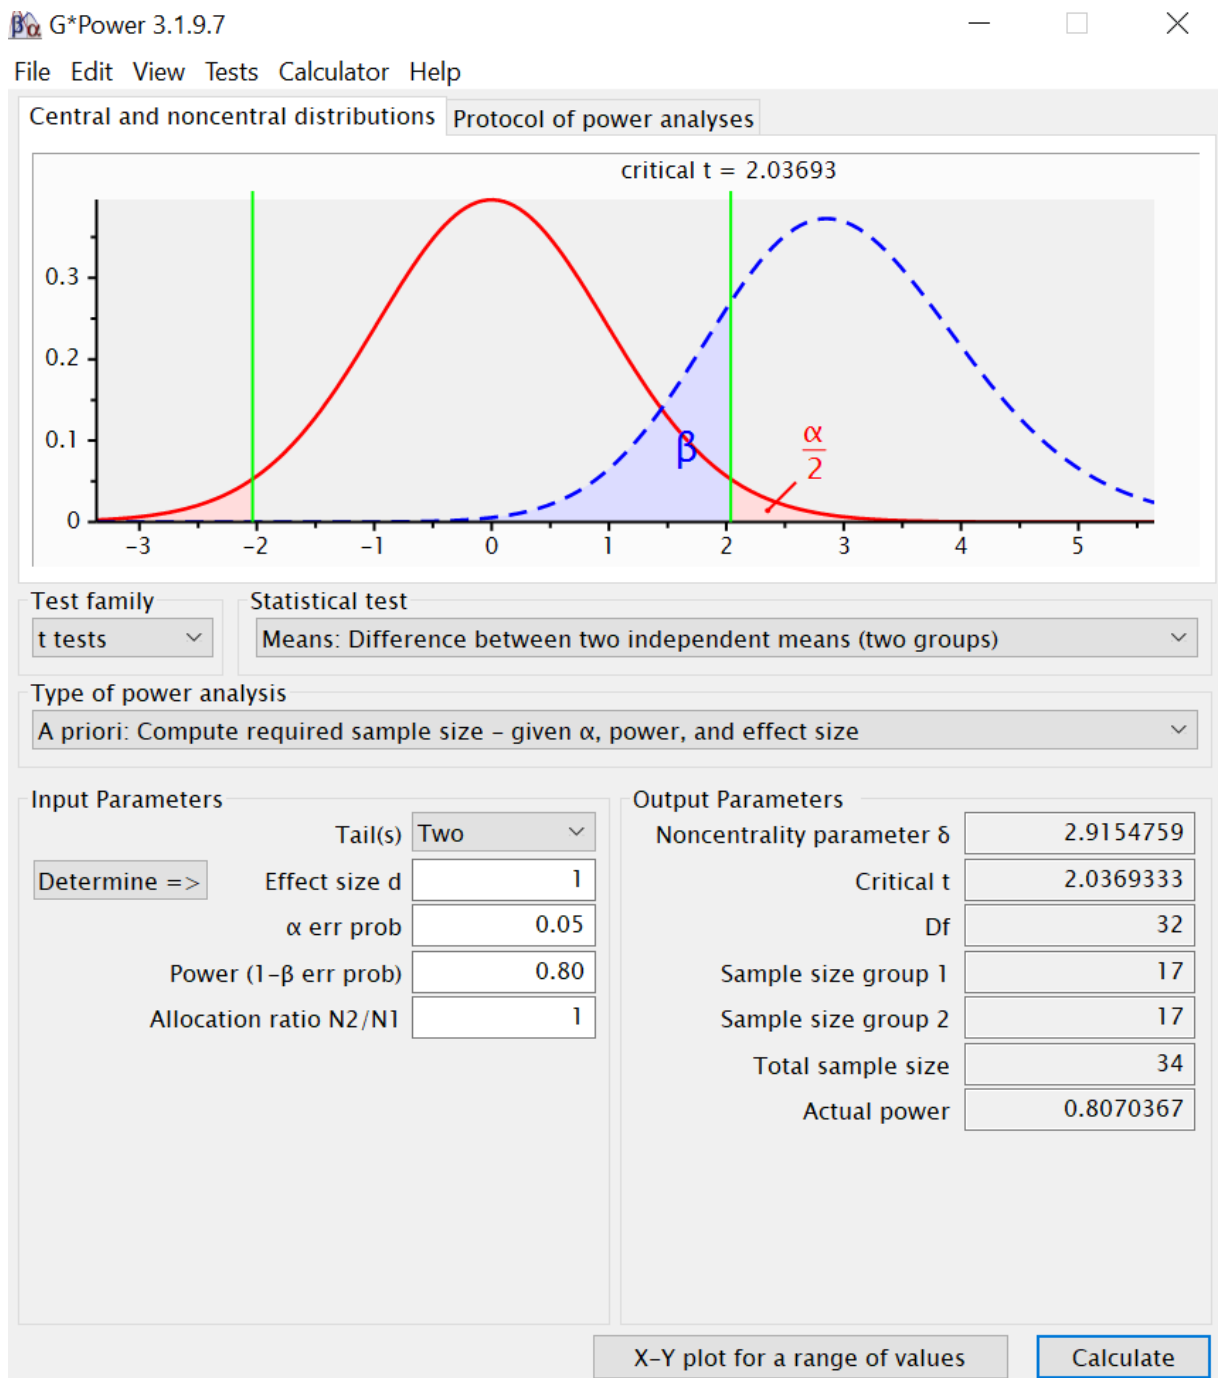 βα G*Power 3.1.9.7
File Edit View Tests Calculator Help
Central and noncentral distributions Protocol of power analyses
critical t = 2.03693
0.3
0.2
0.1
0
β
α
2
-3 -2 -1 0 1 2 3 4 5
Test family Statistical test
t tests Means: Difference between two independent means (two groups)
Type of power analysis
A priori: Compute required sample size – given α, power, and effect size
Input Parameters
Tail(s) Two
Determine => Effect size d 1
α err prob 0.05
Power (1-β err prob) 0.80
Allocation ratio N2/N1 1
Output Parameters
Noncentrality parameter δ 2.9154759
Critical t 2.0369333
Df 32
Sample size group 1 17
Sample size group 2 17
Total sample size 34
Actual power 0.8070367
X-Y plot for a range of values Calculate